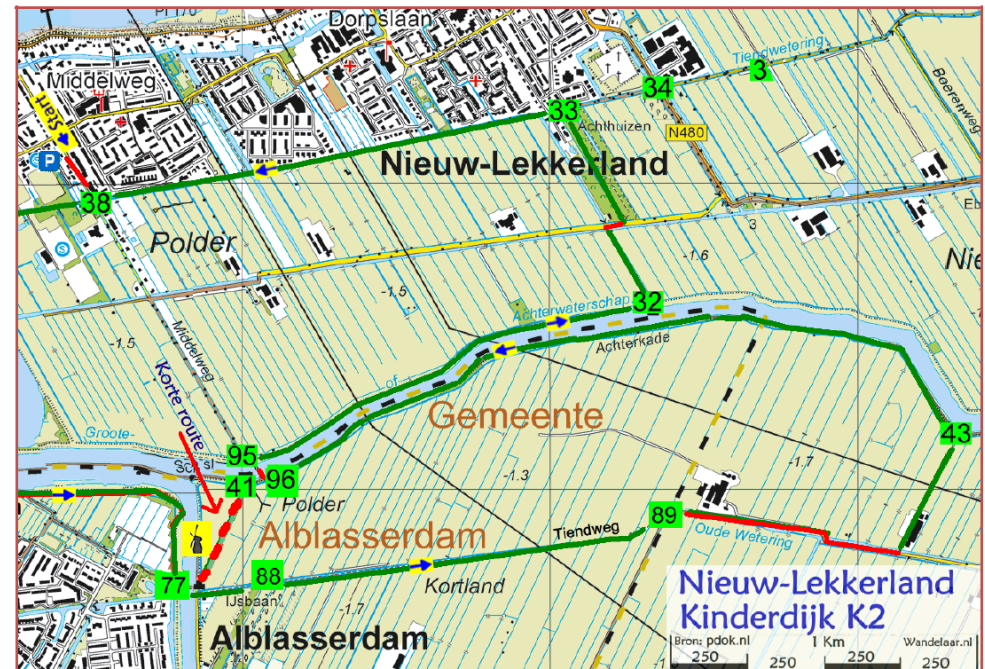 Dorpslaan
Tiendwetering
3
34
Middelweg
Start
33
Achthuizen
N480
Boerenweg
P
Nieuw-Lekkerland
38
Polder
3
-1.6
Nie
-1.5
32
Achterwaterschap
Achterkade
-1.5
Middelweg
of
Korte route
Gemeente
Groote-
95
43
-1.7
41
96
-1.3
Polder
Alblasserdam
89
Tiendweg
Oude Wetering
77
88
Kortland
IJsbaan
-1.7
Alblasserdam
Nieuw-Lekkerland
Kinderdijk K2
Bron: pdok.nl 1 Km Wandelaar.nl
250 250 250 250